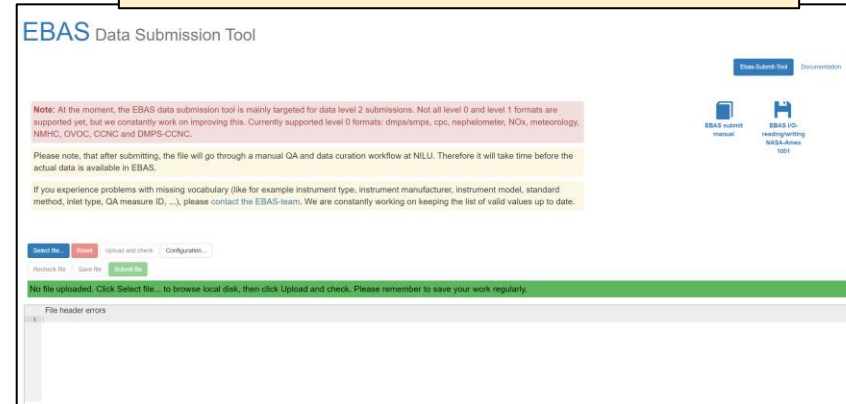 EBAS Data Submission Tool
Ebas-Submit-Tool Documentation
Note: At the moment, the EBAS data submission tool is mainly targeted for data level 2 submissions. Not all level 0 and level 1 formats are
supported yet, but we constantly work on improving this. Currently supported level 0 formats: dmps/smps, cpc, nephelometer, NOx, meteorology,
NMHC, OVOC, CCNC and DMPS-CCNC.
EBAS submit
manual
EBAS I/O-
reading/writing
NASA-Ames
1001
Please note, that after submitting, the file will go through a manual QA and data curation workflow at NILU. Therefore it will take time before the
actual data is available in EBAS.
If you experience problems with missing vocabulary (like for example instrument type, instrument manufacturer, instrument model, standard
method, inlet type, QA measure ID, ...), please contact the EBAS-team. We are constantly working on keeping the list of valid values up to date.
Select file... Reset Upload and check Configuration...
Recheck file Save file Submit file
No file uploaded. Click Select file... to browse local disk, then click Upload and check. Please remember to save your work regularly.
File header errors
1